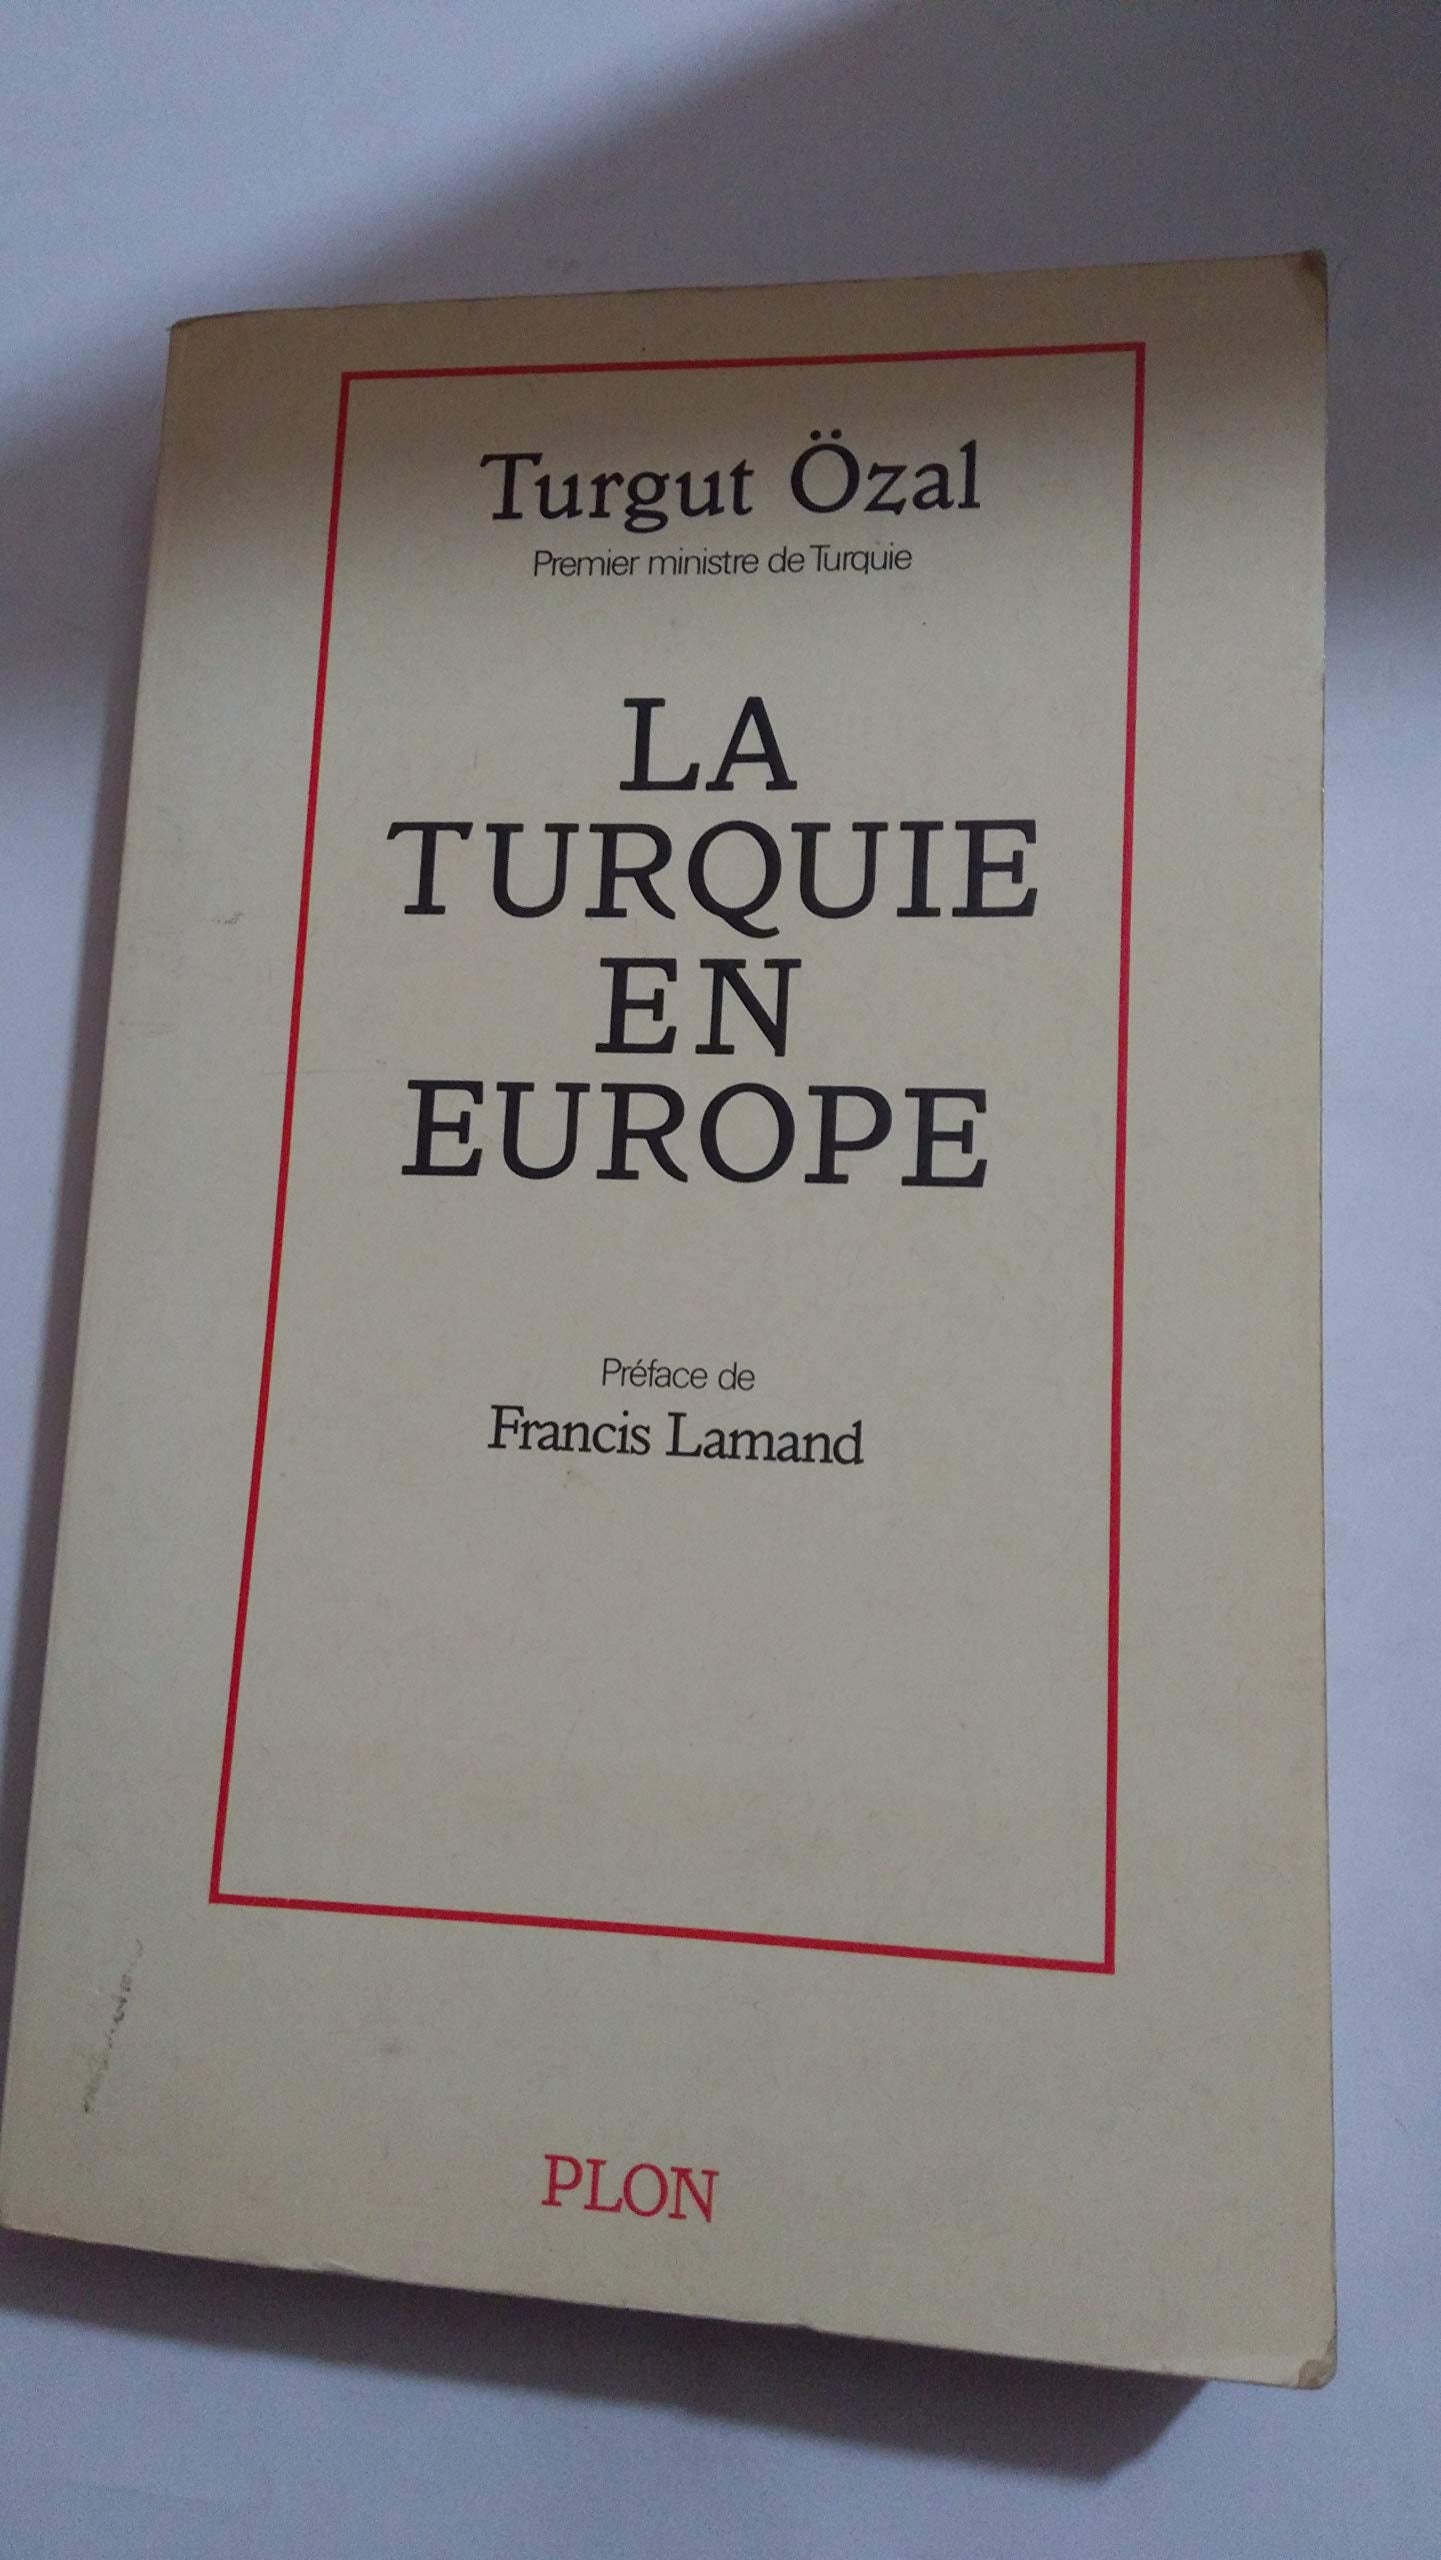 Turgut Özal
Premier ministre de Turquie
LA
TURQUIE
EN
EUROPE
Préface de
Francis Lamand
PLON